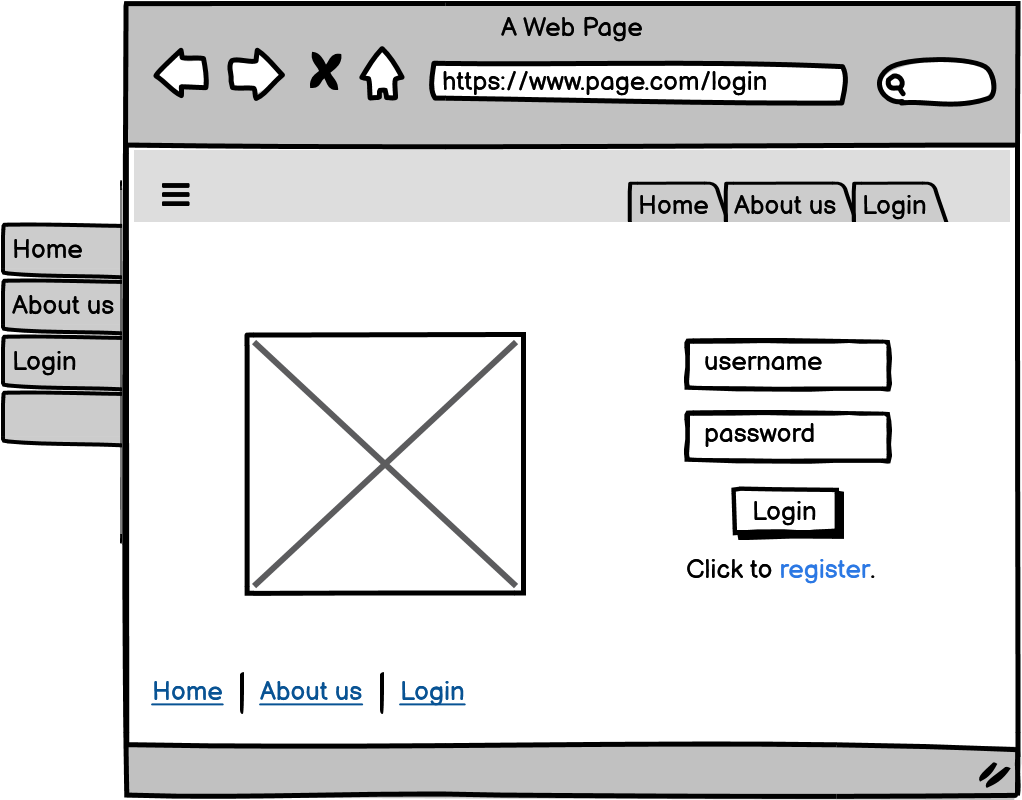 A Web Page
https://www.page.com/login
Home
About us
Login
Home
About us
Login
username
password
Login
Click to register.
Home
About us
Login